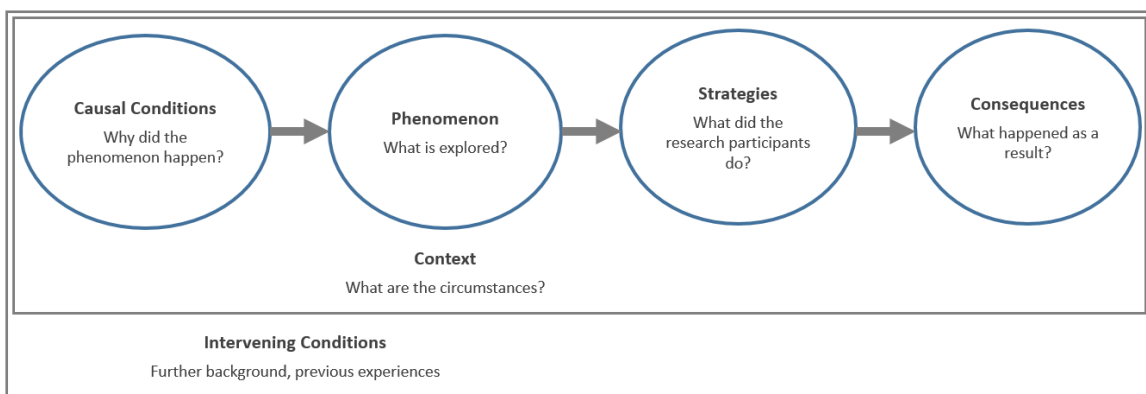 Causal Conditions
Why did the
phenomenon happen?
Phenomenon
What is explored?
Strategies
What did the
research participants
do?
Consequences
What happened as a
result?
Context
What are the circumstances?
Intervening Conditions
Further background, previous experiences